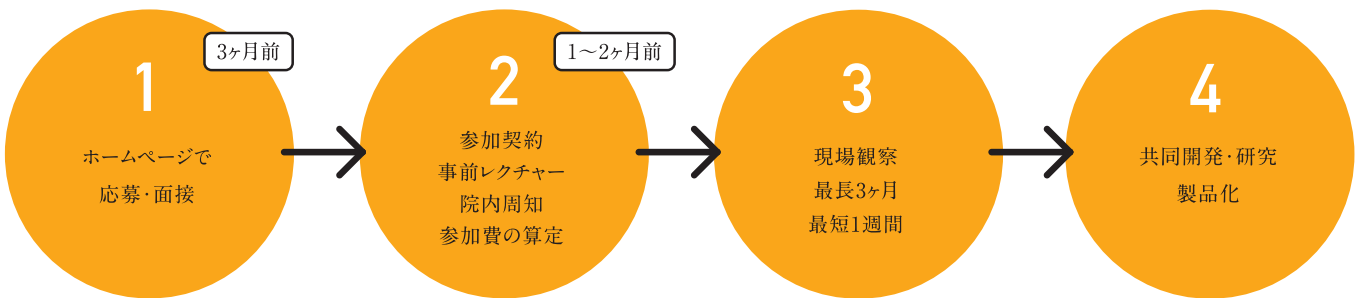 3ヶ月前
1
ホームページで
応募・面接
1〜2ヶ月前
2
参加契約
事前レクチャー
院内周知
参加費の算定
3
現場観察
最長3ヶ月
最短1週間
4
共同開発・研究
製品化